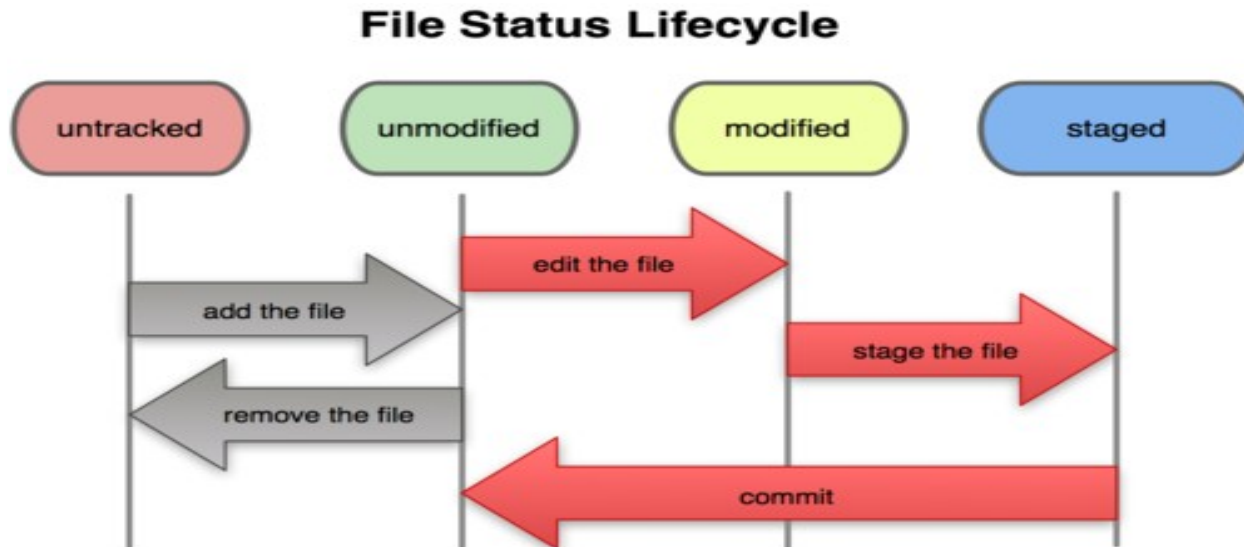 File Status Lifecycle
untracked
unmodified
modified
staged
edit the file
add the file
stage the file
remove the file
commit